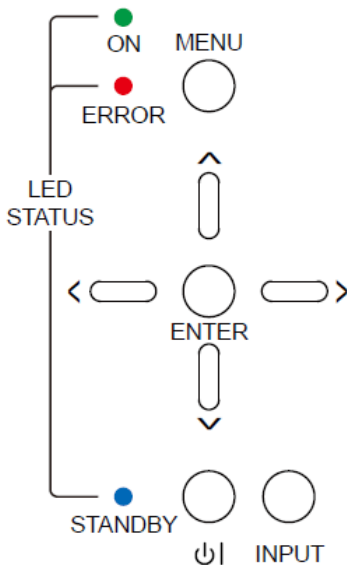 ON
MENU
ERROR
LED
STATUS
ENTER
STANDBY
INPUT